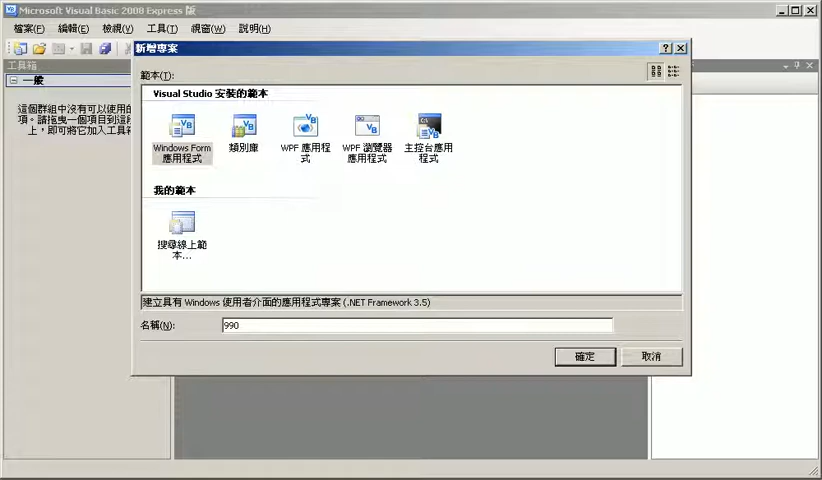 Microsoft Visual Basic 2008 Express 版
檔案(F) 編輯(E) 檢視(V) 工具(T) 視窗(W) 說明(H)
工具箱
一般
這個群組中沒有可以使用的
項。請拖曳一個項目到這段
上，即可將它加入工具箱
新增專案
範本(T):
Visual Studio 安裝的範本
Windows Form
應用程式
類別庫
WPF 應用程
式
WPF 瀏覽器
應用程式
主控台應用
程式
我的範本
搜尋線上範
本...
建立具有 Windows 使用者介面的應用程式專案 (.NET Framework 3.5)
名稱(N):
990
確定
取消